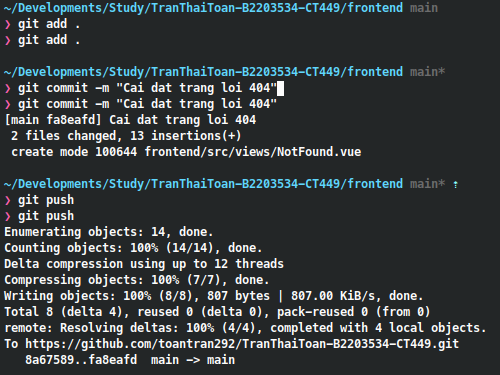 ~/Developments/Study/TranThaiToan-B2203534-CT449/frontend main
❯ git add .
❯ git add .
~/Developments/Study/TranThaiToan-B2203534-CT449/frontend main*
❯ git commit -m "Cai dat trang loi 404"
❯ git commit -m "Cai dat trang loi 404"
[main fa8eafd] Cai dat trang loi 404
 2 files changed, 13 insertions(+)
 create mode 100644 frontend/src/views/NotFound.vue
~/Developments/Study/TranThaiToan-B2203534-CT449/frontend main* ⇡
❯ git push
❯ git push
Enumerating objects: 14, done.
Counting objects: 100% (14/14), done.
Delta compression using up to 12 threads
Compressing objects: 100% (7/7), done.
Writing objects: 100% (8/8), 807 bytes | 807.00 KiB/s, done.
Total 8 (delta 4), reused 0 (delta 0), pack-reused 0 (from 0)
remote: Resolving deltas: 100% (4/4), completed with 4 local objects.
To https://github.com/toantran292/TranThaiToan-B2203534-CT449.git
   8a67589..fa8eafd  main -> main